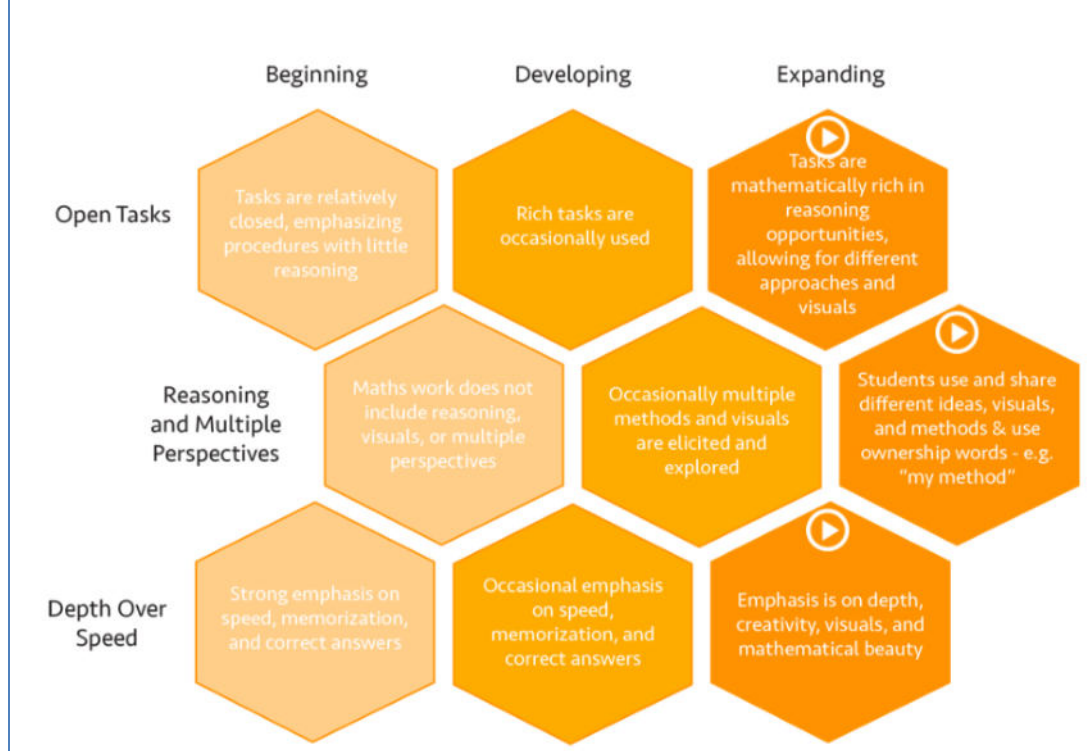 Beginning
Developing
Expanding
Open Tasks
Tasks are relatively
closed, emphasizing
procedures with little
reasoning
Rich tasks are
occasionally used
Tasks are
mathematically rich in
reasoning
opportunities,
allowing for different
approaches and
visuals
Reasoning
and Multiple
Perspectives
Maths work does not
include reasoning,
visuals, or multiple
perspectives
Occasionally multiple
methods and visuals
are elicited and
explored
Students use and share
different ideas, visuals,
and methods & use
ownership words - e.g.
“my method”
Depth Over
Speed
Strong emphasis on
speed, memorization,
and correct answers
Occasional emphasis
on speed,
memorization, and
correct answers
Emphasis is on depth,
creativity, visuals, and
mathematical beauty